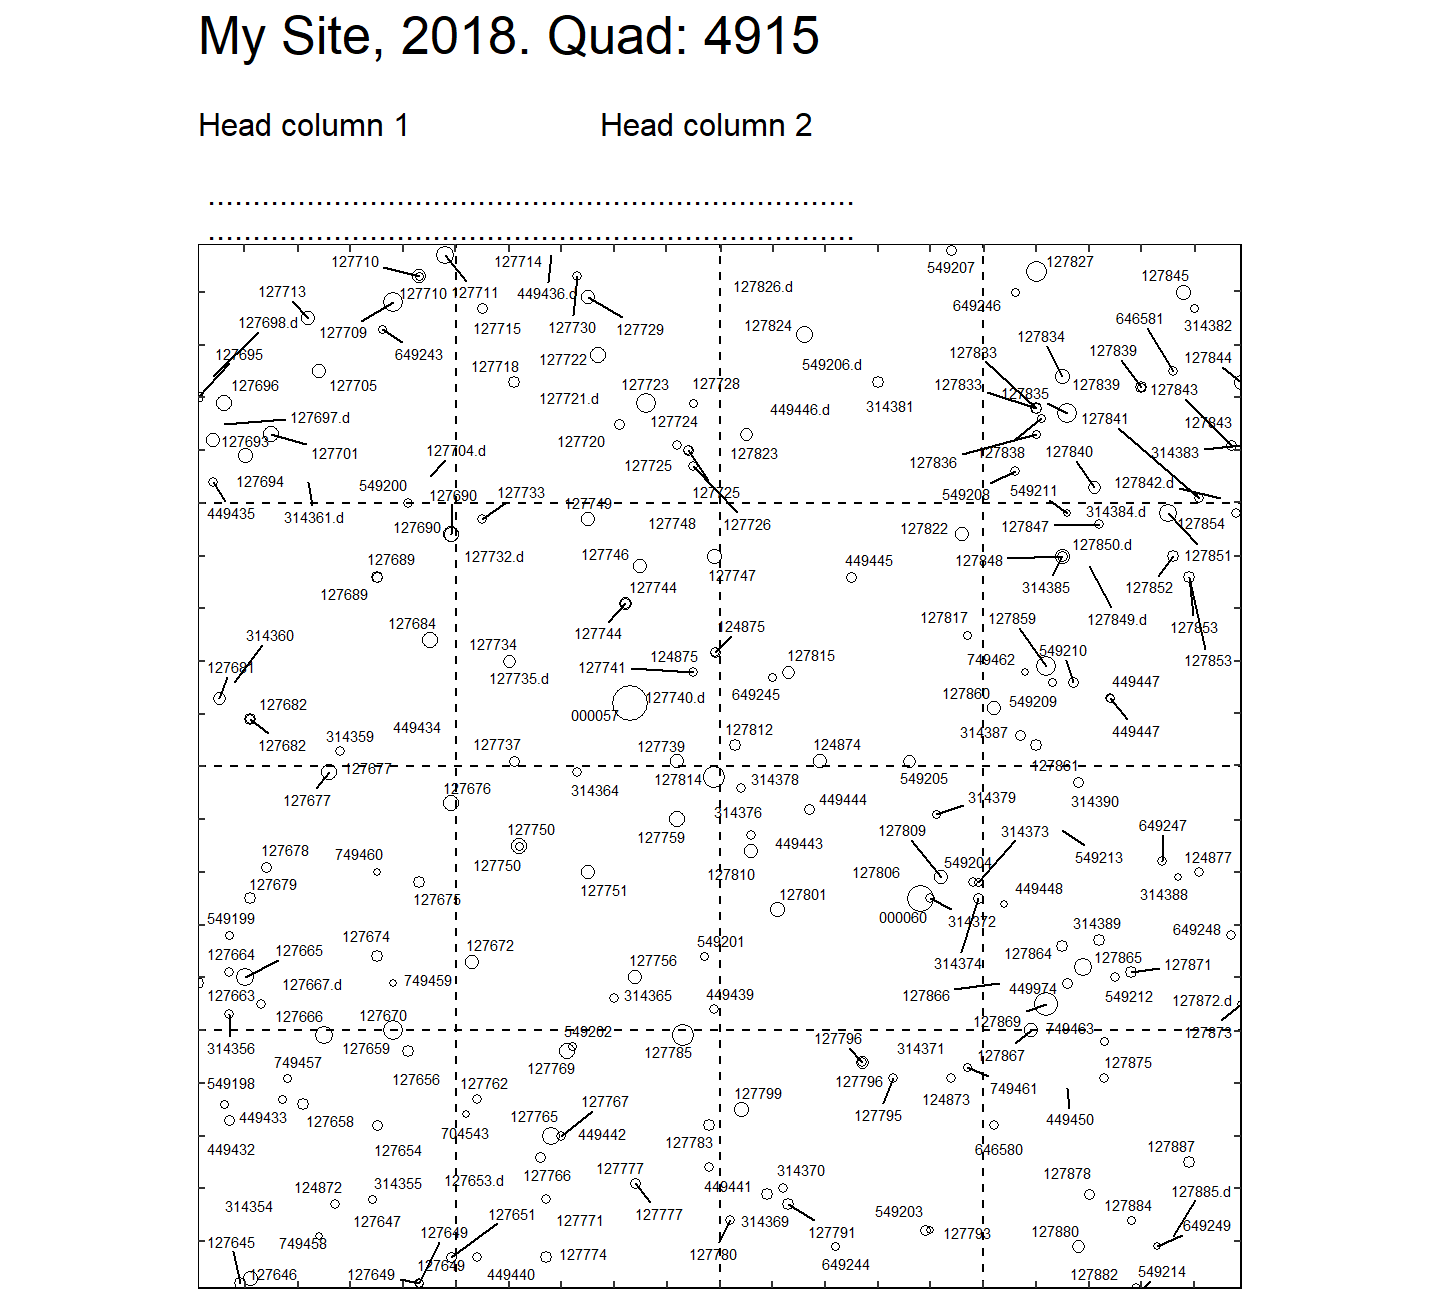 My Site, 2018. Quad: 4915
Head column 1 Head column 2
........................................................................
........................................................................
127710 127714 549207 127827
127713 127710 127711 449436.d 127826.d 649246 127845
127698.d 127709 127715 127730 127729 127824 646581 314382
127695 649243 127718 127722 549206.d 127833 127834 127839 127844
127696 127705 127721.d 127723 127728 449446.d 314381 127833 127835 127839 127843
127697.d 127724 127841 127843
127693 127701 127704.d 127720 127725 127823 127836 127838 127840 314383
127694 549200 127690 127733 127725 549208 549211 127842.d
449435 314361.d 127690 127749 127748 127726 127822 127847 314384.d 127854
127689 127732.d 127746 127747 449445 127848 127850.d 127851
127689 127744 314385 127852
127684 127744 124875 127817 127859 127849.d 127853
314360 127734 127741 124875 127815 749462 549210 127853
127681 127735.d 127740.d 649245 127860 549209 449447
127682 000057
127682 449434 127812 314387 449447
314359 127737 127739 124874 127861
127677 314364 127814 314378 549205 314390
127677 127676 314376 449444 314379
127750 127759 449443 127809 314373 649247
127678 749460 127750 127810 127806 549204 549213 124877
127679 127675 127751 127801 449448 314388
549199 000060 314372 314389 649248
127664 127665 127674 127672 549201 314374 127864 127865 127871
127663 127667.d 749459 127756 314365 449439 127866 449974 549212 127872.d
127666 127670 127869 749463 127873
314356 127659 549202 127785 127796 314371 127867
749457 127769 127796 127875
549198 127656 127762 127799 127795 124873 749461
449433 127658 704543 127765 127767 449442 449450
449432 127654 127783 646580 127887
127766 127777 314370 127878
314354 124872 314355 127653.d 449441 127884 127885.d
127647 127651 127771 127777 314369 127791 549203 127793 649249
127645 749458 127649 127774 127780 649244 127880
127646 127649 127649 449440 127882 549214